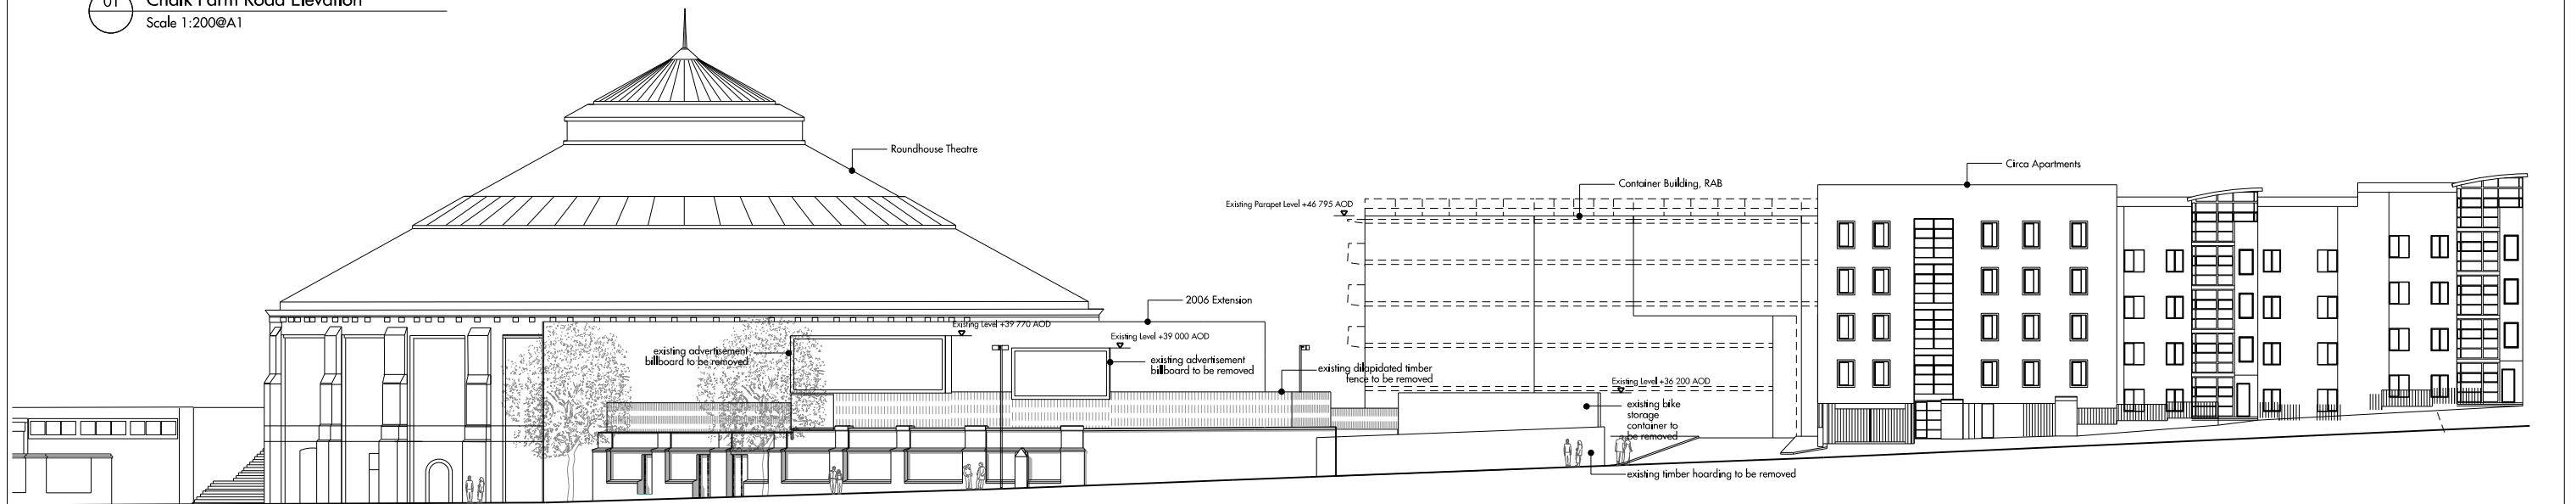 01
Chalk Farm Road Elevation
Scale 1:200@A1
Roundhouse Theatre
Circa Apartments
Container Building, RAB
Existing Parapet Level +46 795 AOD
2006 Extension
Existing Level +39 770 AOD
Existing Level +39 000 AOD
existing advertisement
billboard to be removed
existing advertisement
billboard to be removed
existing dilapidated timber
fence to be removed
Existing Level +36 200 AOD
existing bike
storage
container to
be removed
existing timber hoarding to be removed